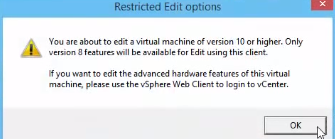 Restricted Edit options
You are about to edit a virtual machine of version 10 or higher. Only
version 8 features will be available for Edit using this client.
If you want to edit the advanced hardware features of this virtual
machine, please use the vSphere Web Client to login to vCenter.
OK